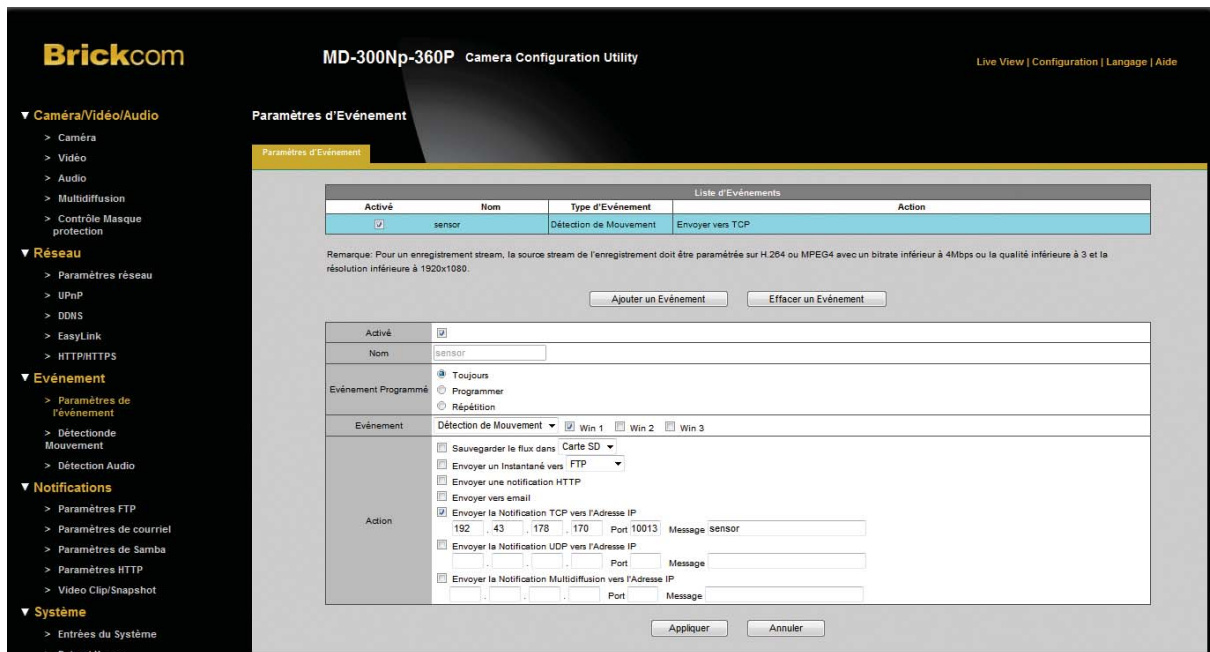 Brickcom
MD-300Np-360P Camera Configuration Utility
Live View | Configuration | Langage | Aide
Caméra/Vidéo/Audio
> Caméra
> Vidéo
> Audio
> Multidiffusion
> Contrôle Masque
protection
Réseau
> Paramètres réseau
> UPnP
> DDNS
> EasyLink
> HTTP/HTTPS
Evénement
> Paramètres de
l'événement
> Détectionde
Mouvement
> Détection Audio
Notifications
> Paramètres FTP
> Paramètres de courriel
> Paramètres de Samba
> Paramètres HTTP
> Video Clip/Snapshot
Système
> Entrées du Système
Paramètres d'Evénement
Paramètres d'Evénement
Liste d'Evénements
Activé Nom Type d'Evénement Action
sensor Détection de Mouvement Envoyer vers TCP
Remarque: Pour un enregistrement stream, la source stream de l'enregistrement doit être paramétrée sur H.264 ou MPEG4 avec un bitrate inférieur à 4Mbps ou la qualité inférieure à 3 et la
résolution inférieure à 1920x1080.
Ajouter un Evénement Effacer un Evénement
Activé
Nom sensor
Evénement Programmé
Toujours
Programmer
Répétition
Evénement Détection de Mouvement Win 1 Win 2 Win 3
Action
Sauvegarder le flux dans Carte SD
Envoyer un Instantané vers FTP
Envoyer une notification HTTP
Envoyer vers email
Envoyer la Notification TCP vers l'Adresse IP
192 . 43 . 178 . 170 Port 10013 Message sensor
Envoyer la Notification UDP vers l'Adresse IP
. . . Port Message
Envoyer la Notification Multidiffusion vers l'Adresse IP
. . . Port Message
Appliquer Annuler